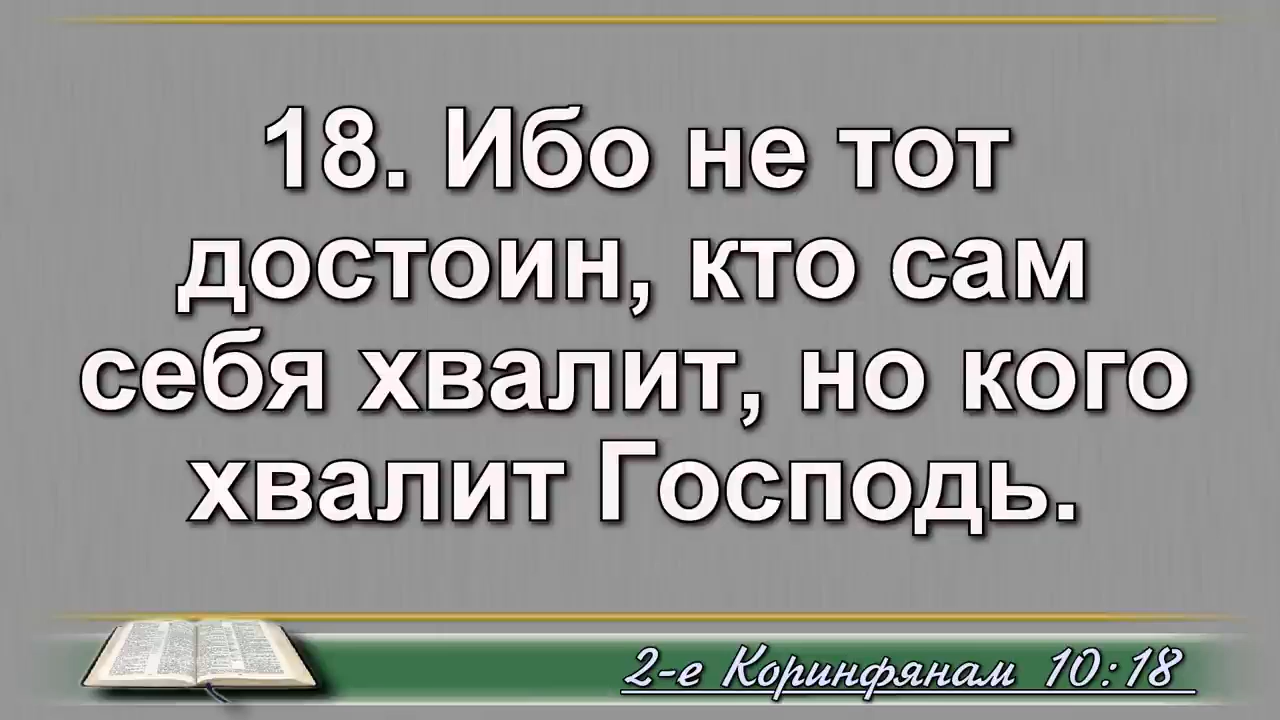 18. Ибо не тот
достоин, кто сам
себя хвалит, но кого
хвалит Господь.
2-е Коринфянам 10:18